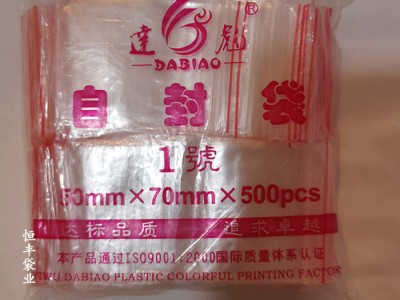 達 彪®
DABIAO
自封袋
1號
50mm×70mm×500pcs
达标品质 追求卓越
本产品通过ISO9001:2000国际质量体系认证
YIWU DABIAO PLASTIC COLORFUL PRINTING FACTORY
恒丰袋业